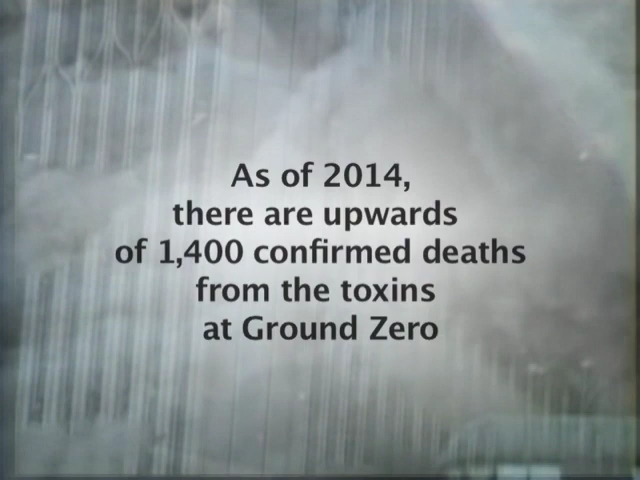 As of 2014,
there are upwards
of 1,400 confirmed deaths
from the toxins
at Ground Zero